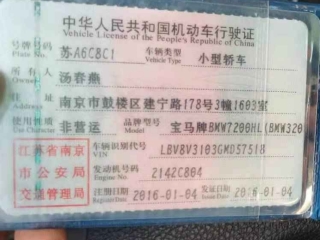 中华人民共和国机动车行驶证
Vehicle License of the People's Republic of China
号牌号码 苏A6C8C1 车辆类型 小型轿车
Plate No. Vehicle Type
所有人 汤春燕
Owner
住址 南京市鼓楼区建宁路178号3幢1603室
Address
使用性质 非营运 品牌型号 宝马牌BMW7200HL(BMW320
Use Character Model
江苏省南京 车辆识别代号 LBV8V3103GMD57518
VIN
市公安局 发动机号码 2142C804
Engine No.
交通管理局 注册日期 2016-01-04 发证日期 2016-01-04
Register Date Issue Date